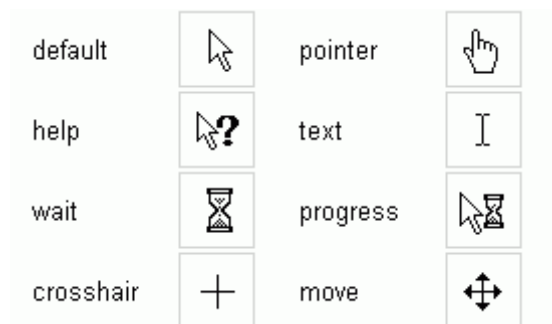 default pointer
help text
wait progress
crosshair move